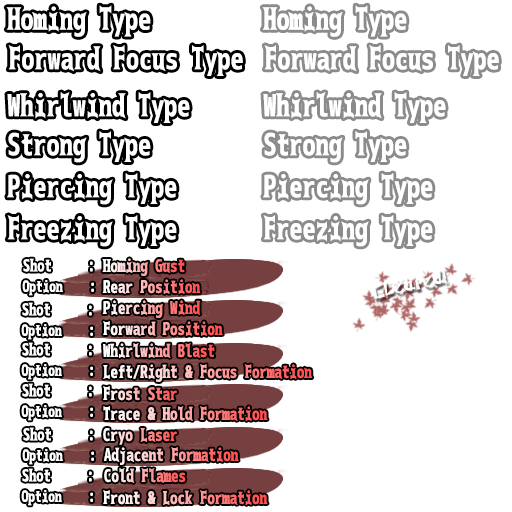 Homing Type Homing Type
Forward Focus Type Forward Focus Type
Whirlwind Type Whirlwind Type
Strong Type Strong Type
Piercing Type Piercing Type
Freezing Type Freezing Type
Shot : Homing Gust
Option : Rear Position
Shot : Piercing Wind
Option : Forward Position
Shot : Whirlwind Blast
Option : Left/Right & Focus Formation
Shot : Frost Star
Option : Trace & Hold Formation
Shot : Cryo Laser
Option : Adjacent Formation
Shot : Cold Flames
Option : Front & Lock Formation
Cleared!